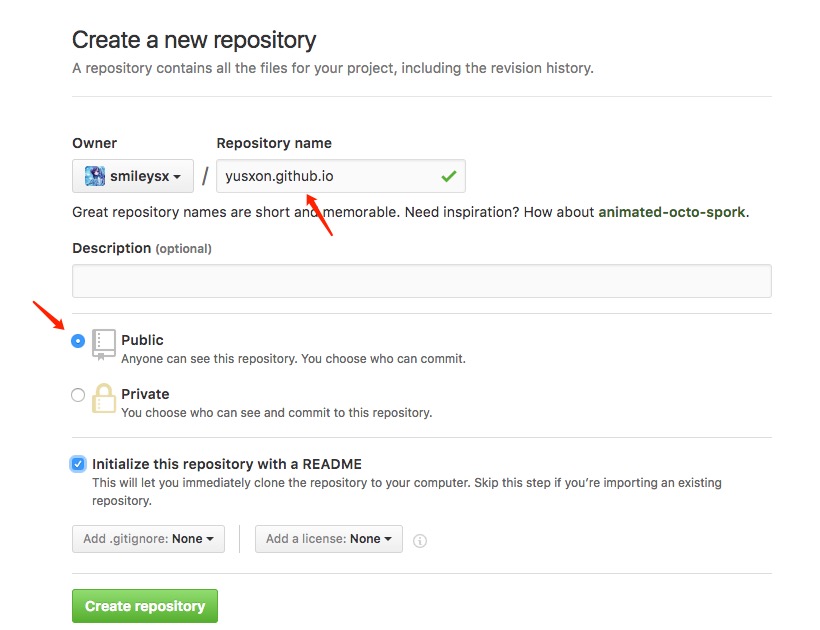 Create a new repository
A repository contains all the files for your project, including the revision history.
Owner Repository name
smileysx / yusxon.github.io
Great repository names are short and memorable. Need inspiration? How about animated-octo-spork.
Description (optional)
Public
Anyone can see this repository. You choose who can commit.
Private
You choose who can see and commit to this repository.
Initialize this repository with a README
This will let you immediately clone the repository to your computer. Skip this step if you’re importing an existing
repository.
Add .gitignore: None Add a license: None
Create repository